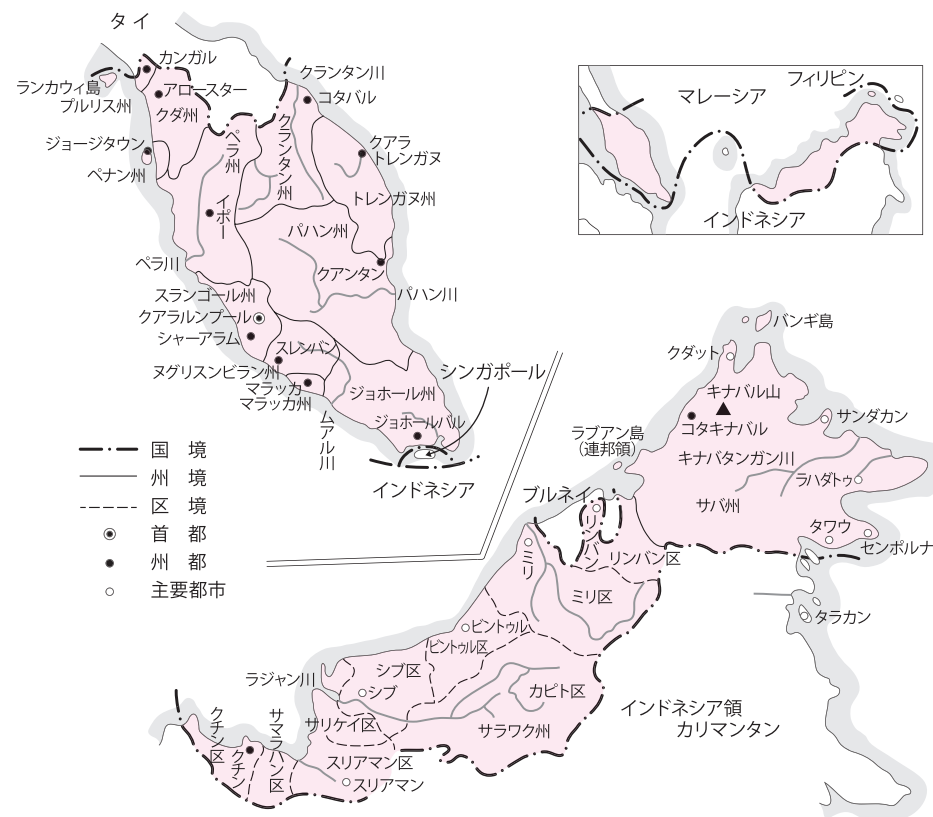 タイ
カンガル
ランカウィ島
プルリス州
アロースター
クダ州
クランタン川
コタバル
ジョージタウン
ペナン州
ペラ州
クランタン州
クアラ
トレンガヌ
トレンガヌ州
イポー
パハン州
ペラ川
クアンタン
パハン川
スランゴール州
クアラルンプール
シャーアラム
スレンバン
ヌグリスンビラン州
マラッカ
マラッカ州
ジョホール州
シンガポール
ムアル川
ジョホールバル
インドネシア
フィリピン
マレーシア
インドネシア
国境
州境
区境
首都
州都
主要都市
バンギ島
クダット
キナバル山
コタキナバル
サンダカン
ラブアン島
(連邦領)
キナバタンガン川
ラハダトゥ
サバ州
ブルネイ
タワウ
センポルナ
リンバン
リンバン区
ミリ
ミリ区
タラカン
ビントゥル
ビントゥル区
シブ区
ラジャン川
シブ
カピト区
インドネシア領
カリマンタン
サリケイ区
サラワク州
クチン区
クチン
サマラハン区
スリアマン区
スリアマン